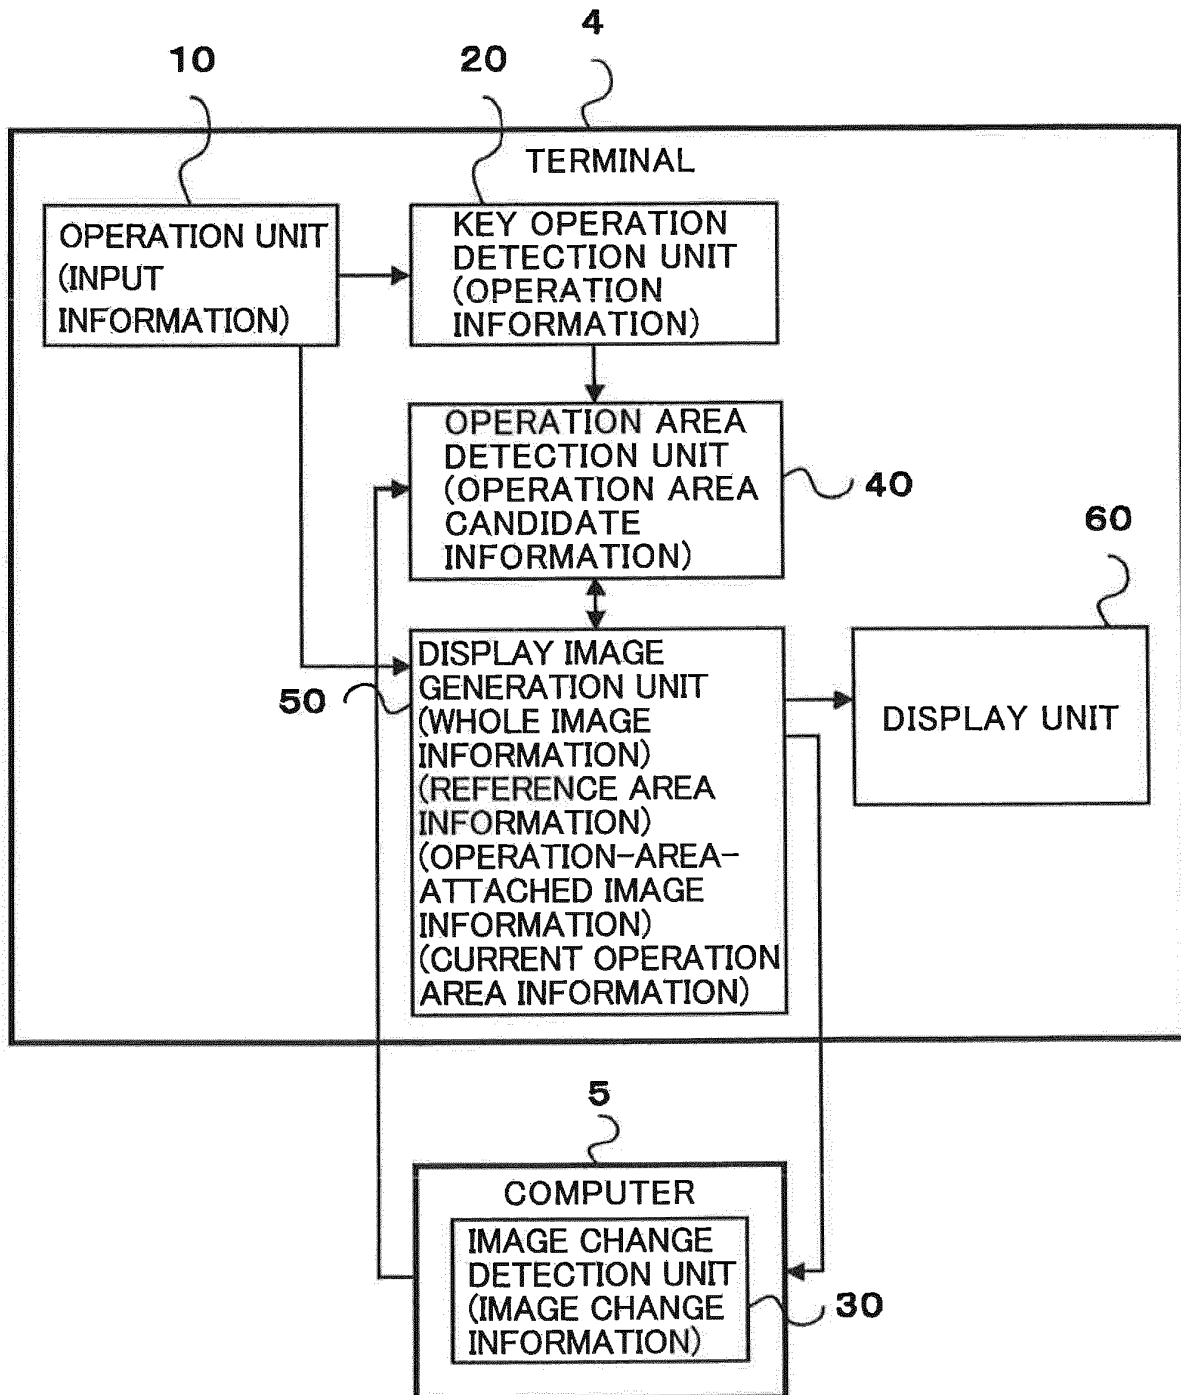 4
10
20
TERMINAL
OPERATION UNIT
(INPUT
INFORMATION)
KEY OPERATION
DETECTION UNIT
(OPERATION
INFORMATION)
OPERATION AREA
DETECTION UNIT
(OPERATION AREA
CANDIDATE
INFORMATION)
40
60
DISPLAY IMAGE
GENERATION UNIT
(WHOLE IMAGE
INFORMATION)
(REFERENCE AREA
INFORMATION)
(OPERATION-AREA-
ATTACHED IMAGE
INFORMATION)
(CURRENT OPERATION
AREA INFORMATION)
50
DISPLAY UNIT
5
COMPUTER
IMAGE CHANGE
DETECTION UNIT
(IMAGE CHANGE
INFORMATION)
30